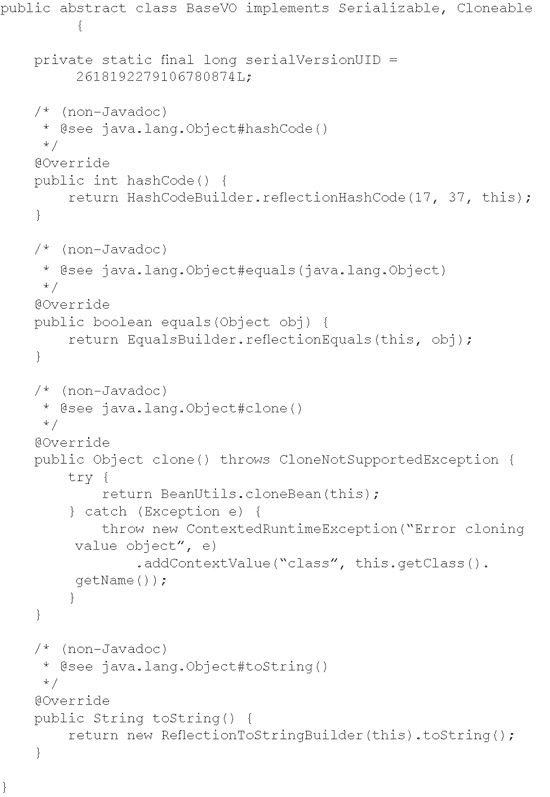 public abstract class BaseVO implements Serializable, Cloneable
{
private static final long serialVersionUID =
2618192279106780874L;
/* (non-Javadoc)
* @see java.lang.Object#hashCode()
*/
@Override
public int hashCode() {
return HashCodeBuilder.reflectionHashCode(17, 37, this);
}
/* (non-Javadoc)
* @see java.lang.Object#equals(java.lang.Object)
*/
@Override
public boolean equals(Object obj) {
return EqualsBuilder.reflectionEquals(this, obj);
}
/* (non-Javadoc)
* @see java.lang.Object#clone()
*/
@Override
public Object clone() throws CloneNotSupportedException {
try {
return BeanUtils.cloneBean(this);
} catch (Exception e) {
throw new ContextedRuntimeException(“Error cloning
value object”, e)
.addContextValue(“class”, this.getClass().
getName());
}
}
/* (non-Javadoc)
* @see java.lang.Object#toString()
*/
@Override
public String toString() {
return new ReflectionToStringBuilder(this).toString();
}
}